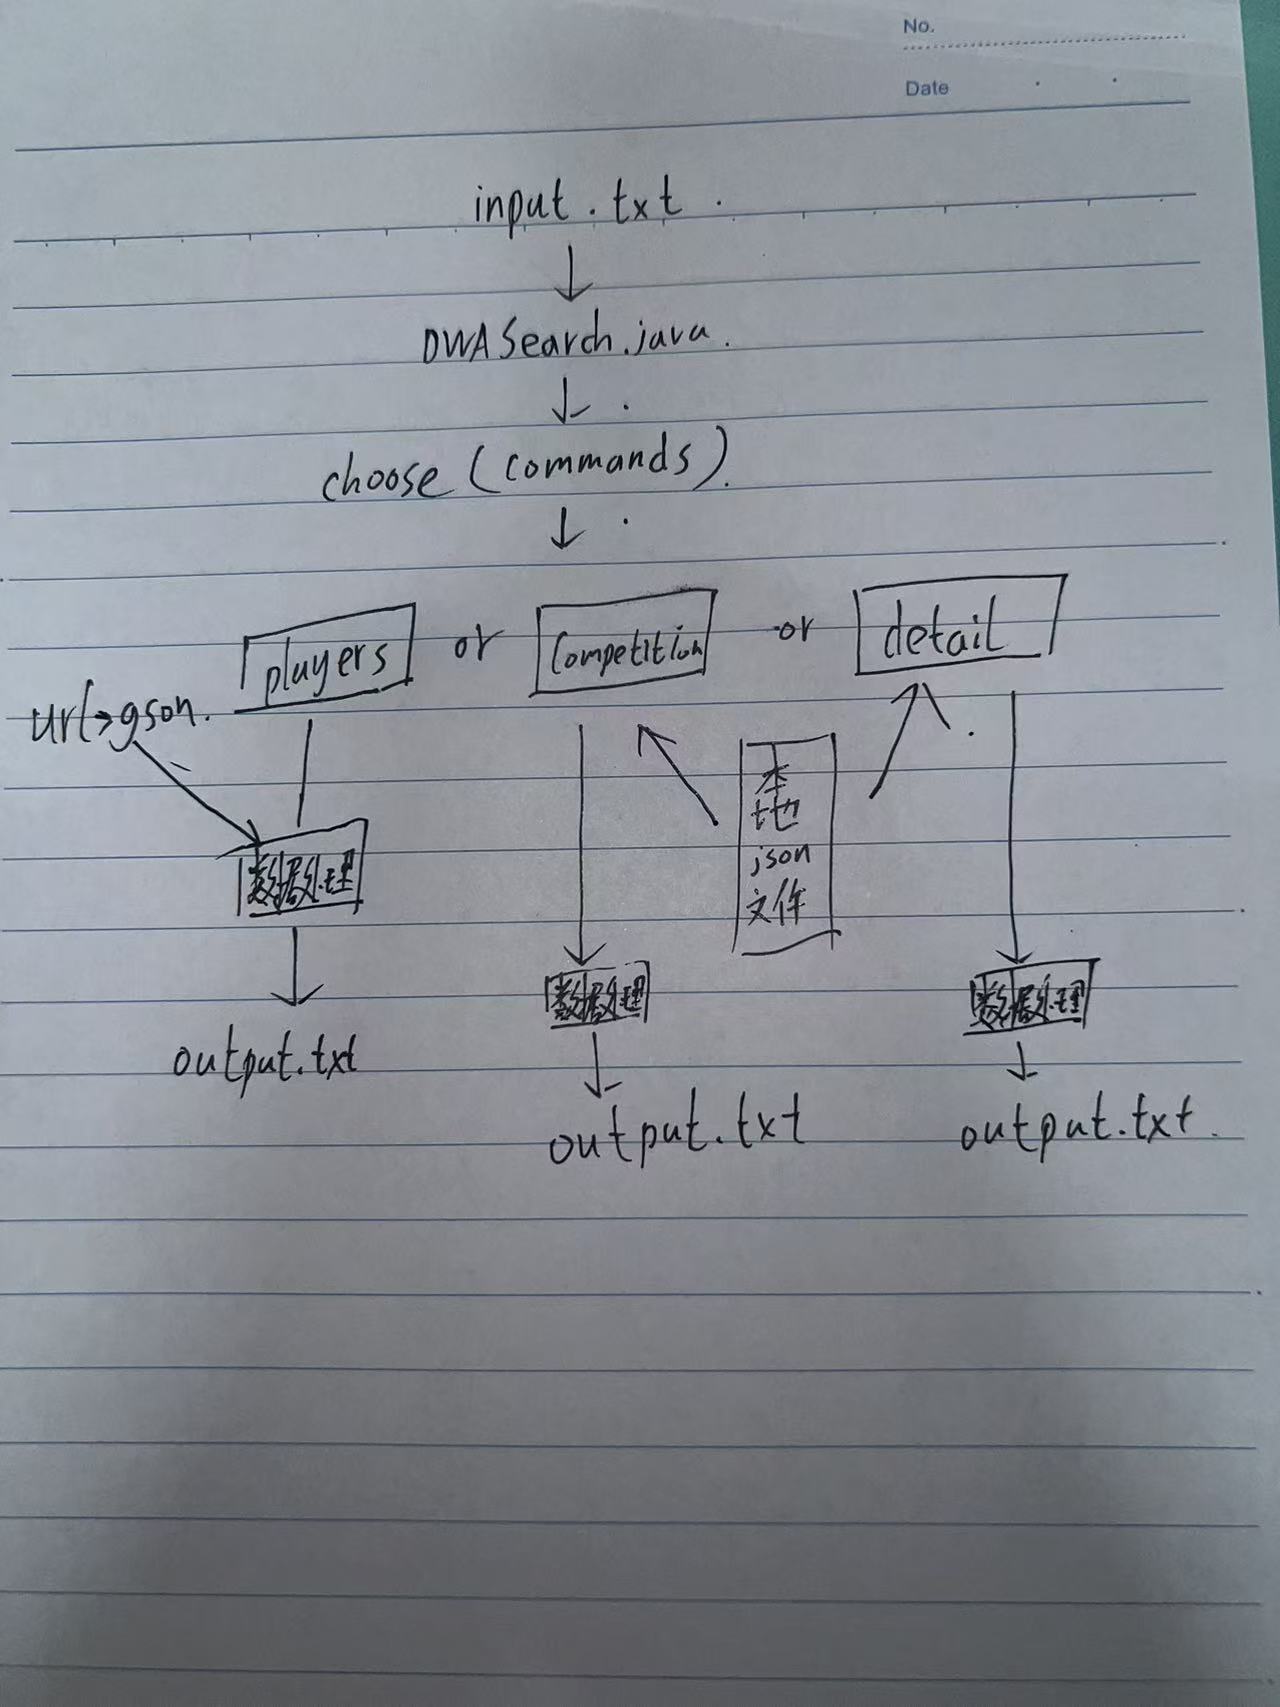 No.
Date
input.txt
DWASearch.java.
choose(commands)
players or Competition or detail
url→gson.
本
地
json
文件
数据处理
数据处理
数据处理
output.txt
output.txt
output.txt